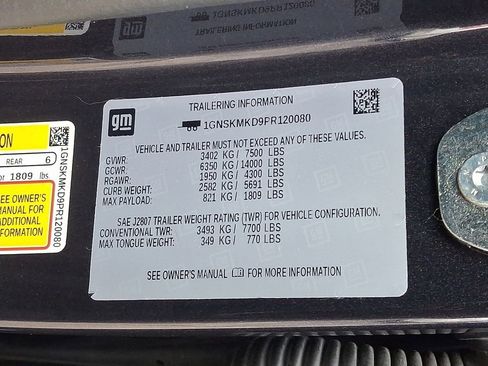 TRAILERING INFORMATION
gm
1GNSKMKD9PR120080
VEHICLE AND TRAILER MUST NOT EXCEED ANY OF THESE VALUES.
GVWR: 3402 KG / 7500 LBS
GCWR: 6350 KG / 14000 LBS
RGAWR: 1950 KG / 4300 LBS
CURB WEIGHT: 2582 KG / 5691 LBS
MAX PAYLOAD: 821 KG / 1809 LBS
SAE J2807 TRAILER WEIGHT RATING (TWR) FOR VEHICLE CONFIGURATION.
CONVENTIONAL TWR: 3493 KG / 7700 LBS
MAX TONGUE WEIGHT: 349 KG / 770 LBS
SEE OWNER'S MANUAL FOR MORE INFORMATION
ON
REAR 6
or 1809 lbs
SEE OWNER'S
MANUAL FOR
ADDITIONAL
INFORMATION
1GNSKMKD9PR120080